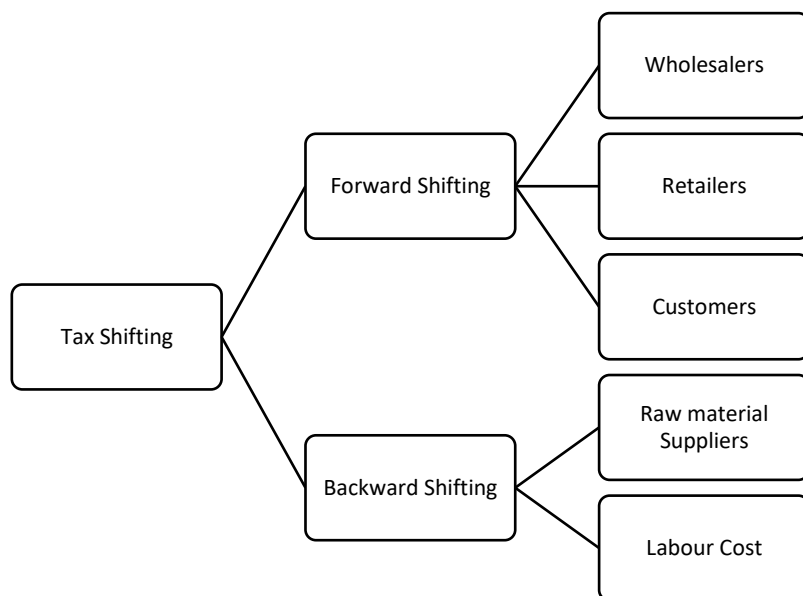 Wholesalers
Forward Shifting
Retailers
Customers
Tax Shifting
Raw material
Suppliers
Backward Shifting
Labour Cost